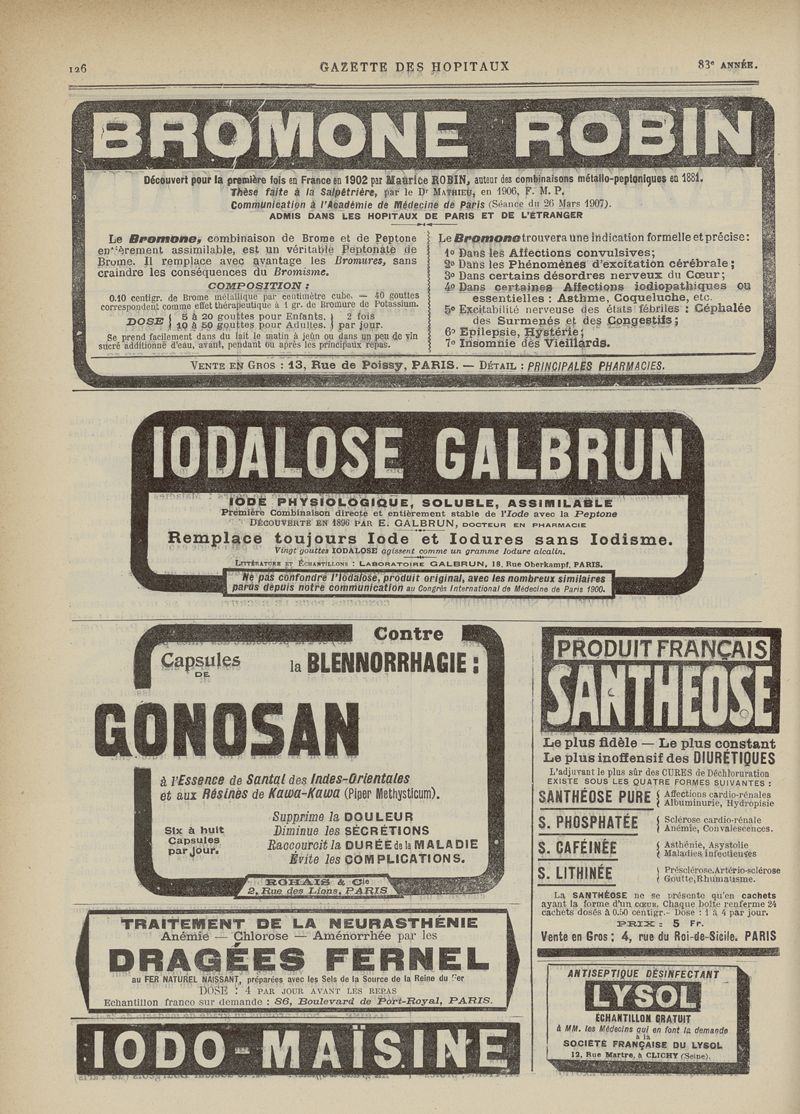 126
GAZETTE DES HOPITAUX
83e ANNÉE.
BROMONE ROBIN
Découvert pour la première fois en France en 1902 par Maurice ROBIN, auteur des combinaisons métallo-peptoniques en 1881.
Thèse faite à la Salpétrière, par le Dr MATHIEU, en 1906, F. M. P.
Communication à l'Académie de Médecine de Paris (Séance du 26 Mars 1907).
ADMIS DANS LES HOPITAUX DE PARIS ET DE L'ÉTRANGER
Le Bromone, combinaison de Brome et de Peptone
entièrement assimilable, est un véritable Peptonate de
Brome. Il remplace avec avantage les Bromures, sans
craindre les conséquences du Bromisme.
COMPOSITION :
0.10 centigr. de Brome métallique par centimètre cube. — 40 gouttes
correspondent comme effet thérapeutique à 1 gr. de Bromure de Potassium.
DOSE { 5 à 20 gouttes pour Enfants. } 2 fois
{ 10 à 50 gouttes pour Adultes. } par jour.
Se prend facilement dans du lait le matin à jeûn ou dans un peu de vin
sucré additionné d'eau, avant, pendant ou après les principaux repas.
Le Bromone trouvera une indication formelle et précise :
1o Dans les Affections convulsives;
2o Dans les Phénomènes d'excitation cérébrale;
3o Dans certains désordres nerveux du Cœur;
4o Dans certaines Affections iodiopathiques ou
essentielles : Asthme, Coqueluche, etc.
5o Excitabilité nerveuse des états fébriles : Céphalée
des Surmenés et des Congestifs;
6o Epilepsie, Hystérie;
7o Insomnie des Vieillards.
VENTE EN GROS : 13, Rue de Poissy, PARIS. — DÉTAIL : PRINCIPALES PHARMACIES.
IODALOSE GALBRUN
IODE PHYSIOLOGIQUE, SOLUBLE, ASSIMILABLE
Première Combinaison directe et entièrement stable de l'Iode avec la Peptone
DÉCOUVERTE EN 1896 PAR E. GALBRUN, DOCTEUR EN PHARMACIE
Remplace toujours Iode et Iodures sans Iodisme.
Vingt gouttes IODALOSE agissent comme un gramme Iodure alcalin.
LITTÉRATURE ET ÉCHANTILLONS : LABORATOIRE GALBRUN, 18, Rue Oberkampf, PARIS.
Ne pas confondre l'Iodalose, produit original, avec les nombreux similaires
parus depuis notre communication au Congrès International de Médecine de Paris 1900.
Contre
Capsules
DE
la BLENNORRHAGIE :
GONOSAN
à l'Essence de Santal des Indes-Orientales
et aux Résines de Kawa-Kawa (Piper Methysticum).
Six à huit
Capsules
par Jour.
Supprime la DOULEUR
Diminue les SÉCRÉTIONS
Raccourcit la DURÉE de la MALADIE
Évite les COMPLICATIONS.
ROHAIS & Cie
2, Rue des Lions, PARIS
TRAITEMENT DE LA NEURASTHÉNIE
Anémie — Chlorose — Aménorrhée par les
DRAGÉES FERNEL
au FER NATUREL NAISSANT, préparées avec les Sels de la Source de la Reine du Fer
DOSE : 4 PAR JOUR AVANT LES REPAS
Echantillon franco sur demande : 86, Boulevard de Port-Royal, PARIS.
IODO-MAÏSINE
PRODUIT FRANÇAIS
SANTHEOSE
Le plus fidèle — Le plus constant
Le plus inoffensif des DIURÉTIQUES
L'adjuvant le plus sûr des CURES de Déchloruration
EXISTE SOUS LES QUATRE FORMES SUIVANTES :
SANTHÉOSE PURE { Affections cardio-rénales
Albuminurie, Hydropisie
S. PHOSPHATÉE { Sclérose cardio-rénale
Anémie, Convalescences.
S. CAFÉINÉE { Asthénie, Asystolie
Maladies infectieuses
S. LITHINÉE { Présclérose, Artério-sclérose
Goutte, Rhumatisme.
La SANTHÉOSE ne se présente qu'en cachets
ayant la forme d'un cœur. Chaque boîte renferme 24
cachets dosés à 0.50 centigr. - Dose : 1 à 4 par jour.
PRIX : 5 Fr.
Vente en Gros : 4, rue du Roi-de-Sicile. PARIS
ANTISEPTIQUE DÉSINFECTANT
LYSOL
ÉCHANTILLON GRATUIT
à MM. les Médecins qui en font la demande
à la
SOCIÉTÉ FRANÇAISE DU LYSOL
12, Rue Martre, à CLICHY (Seine).